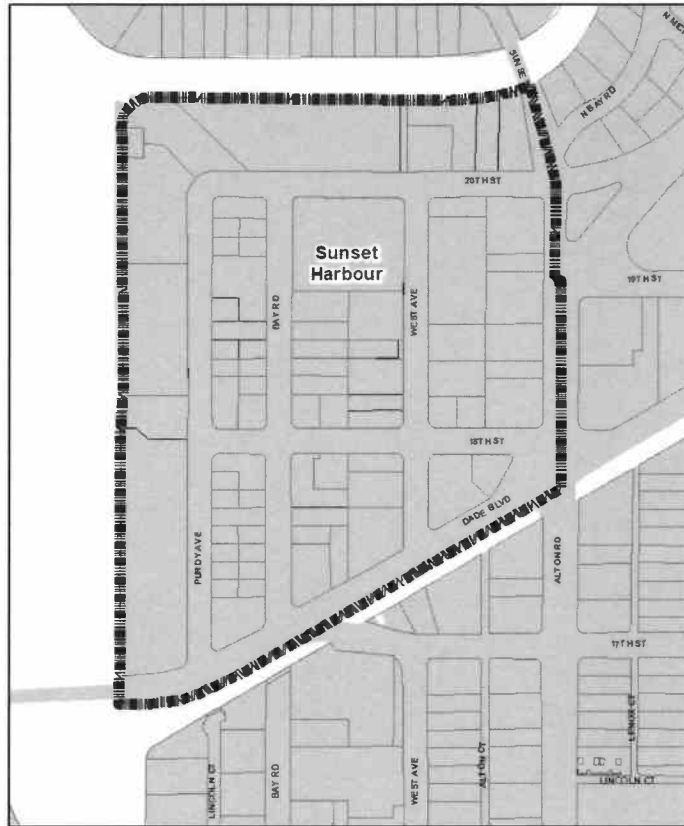 SUNSE
N BAY RD
20TH ST
Sunset
Harbour
19TH ST
BAY RD
WEST AVE
18TH ST
DADE BLVD
PURDY AVE
ALTON RD
17TH ST
LENOX CT
LINCOLN CT
BAY RD
WEST AVE
ALTON CT
LINCOLN CT